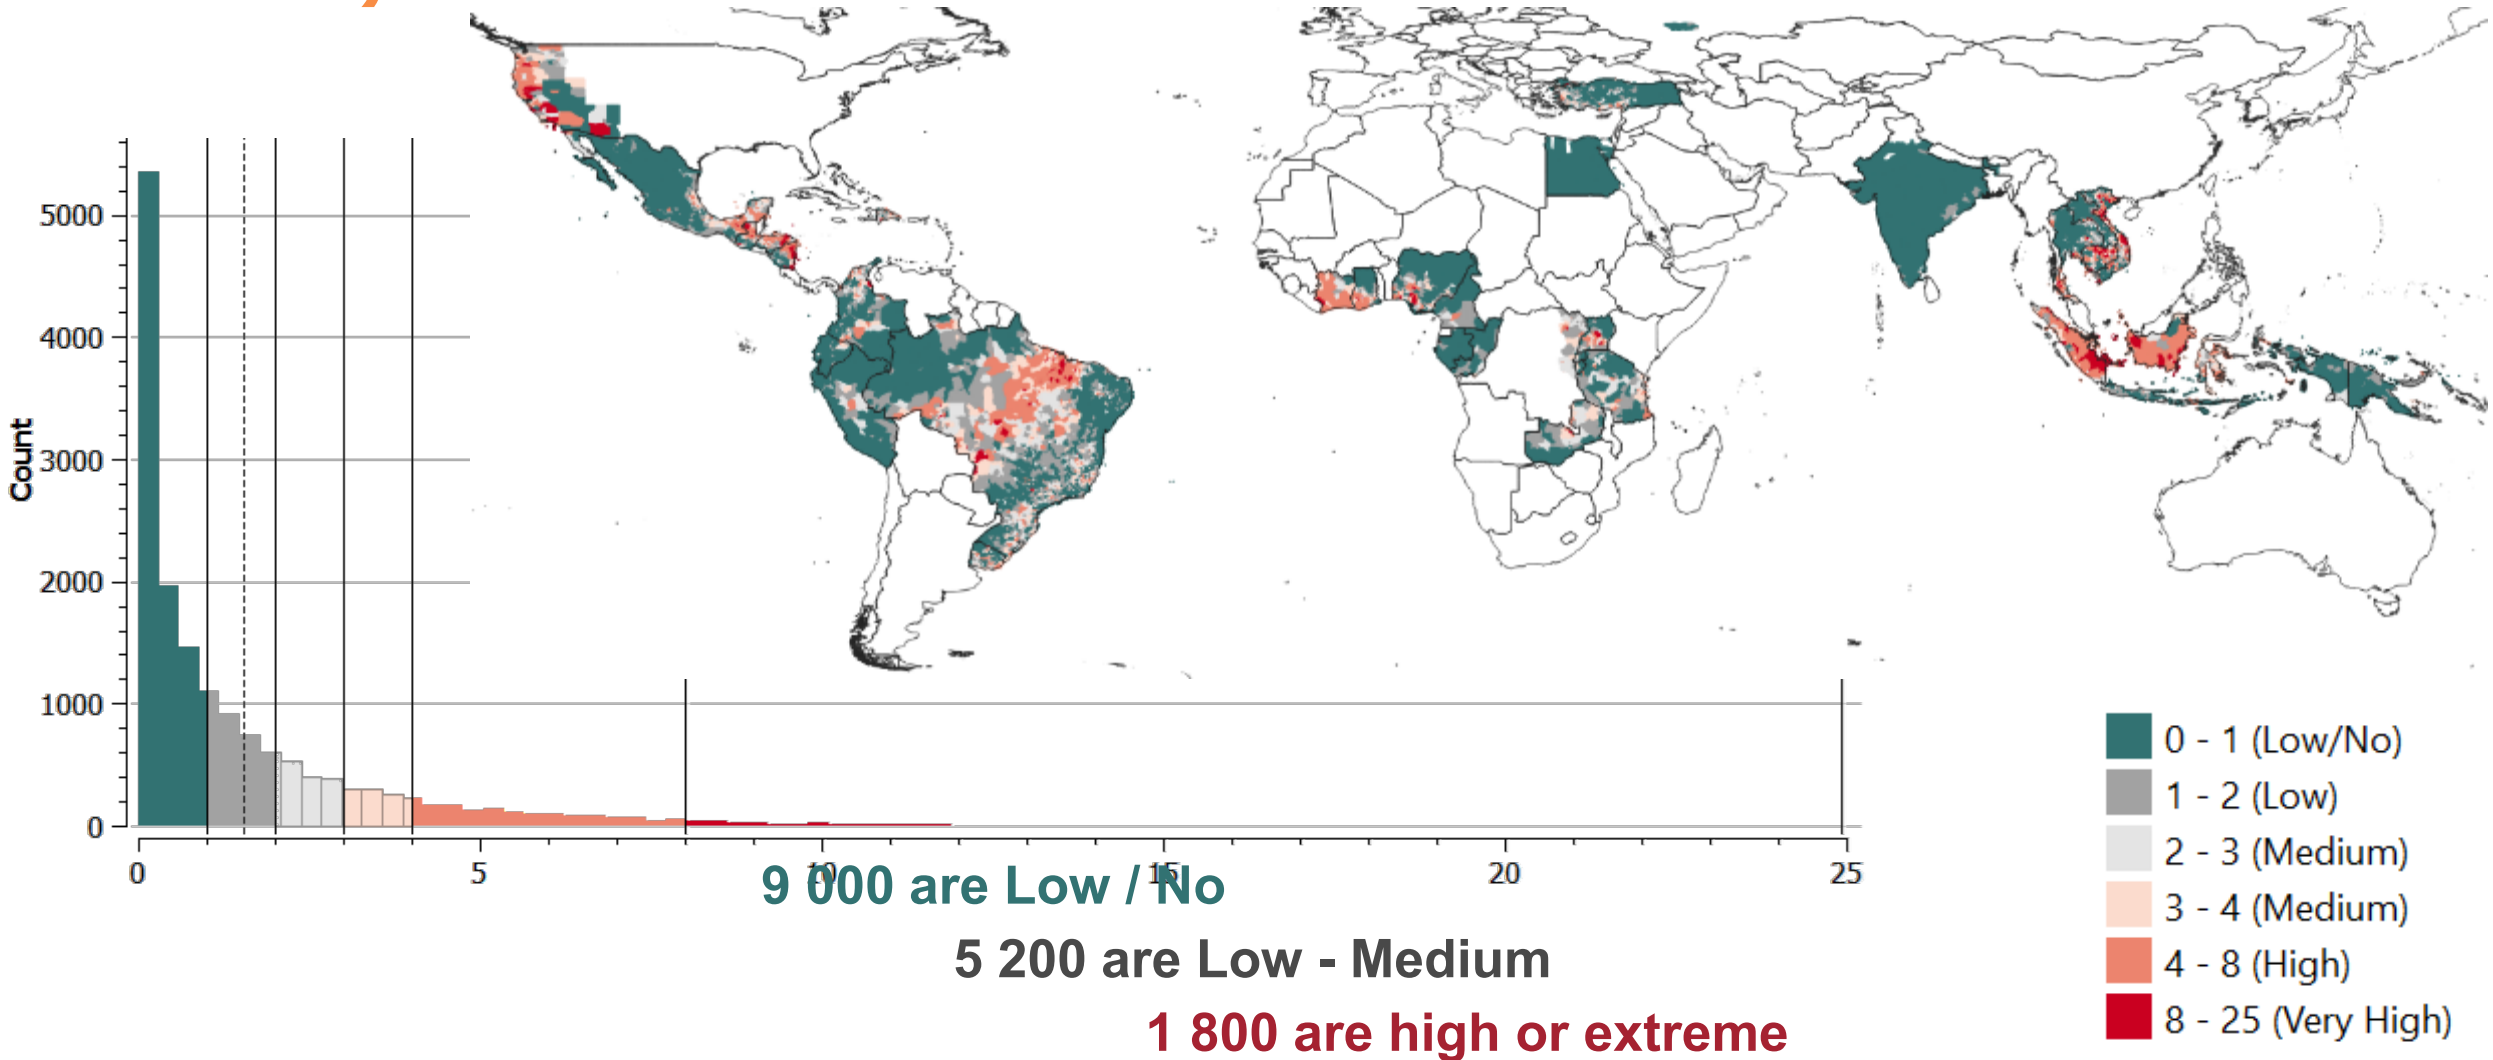 Count
5000
4000
3000
2000
1000
0
0 5 10 15 20 25
9 000 are Low / No
5 200 are Low - Medium
1 800 are high or extreme
0 - 1 (Low/No)
1 - 2 (Low)
2 - 3 (Medium)
3 - 4 (Medium)
4 - 8 (High)
8 - 25 (Very High)